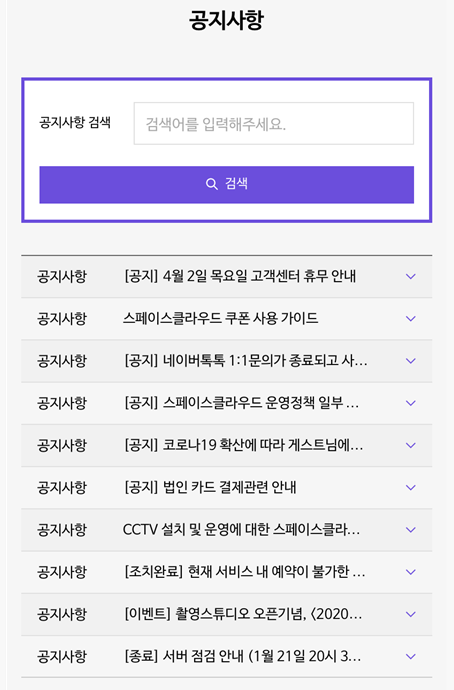 공지사항
공지사항 검색 검색어를 입력해주세요.
검색
공지사항 [공지] 4월 2일 목요일 고객센터 휴무 안내
공지사항 스페이스클라우드 쿠폰 사용 가이드
공지사항 [공지] 네이버톡톡 1:1문의가 종료되고 사...
공지사항 [공지] 스페이스클라우드 운영정책 일부 ...
공지사항 [공지] 코로나19 확산에 따라 게스트님에...
공지사항 [공지] 법인 카드 결제관련 안내
공지사항 CCTV 설치 및 운영에 대한 스페이스클라...
공지사항 [조치완료] 현재 서비스 내 예약이 불가한 ...
공지사항 [이벤트] 촬영스튜디오 오픈기념, <2020...
공지사항 [종료] 서버 점검 안내 (1월 21일 20시 3...